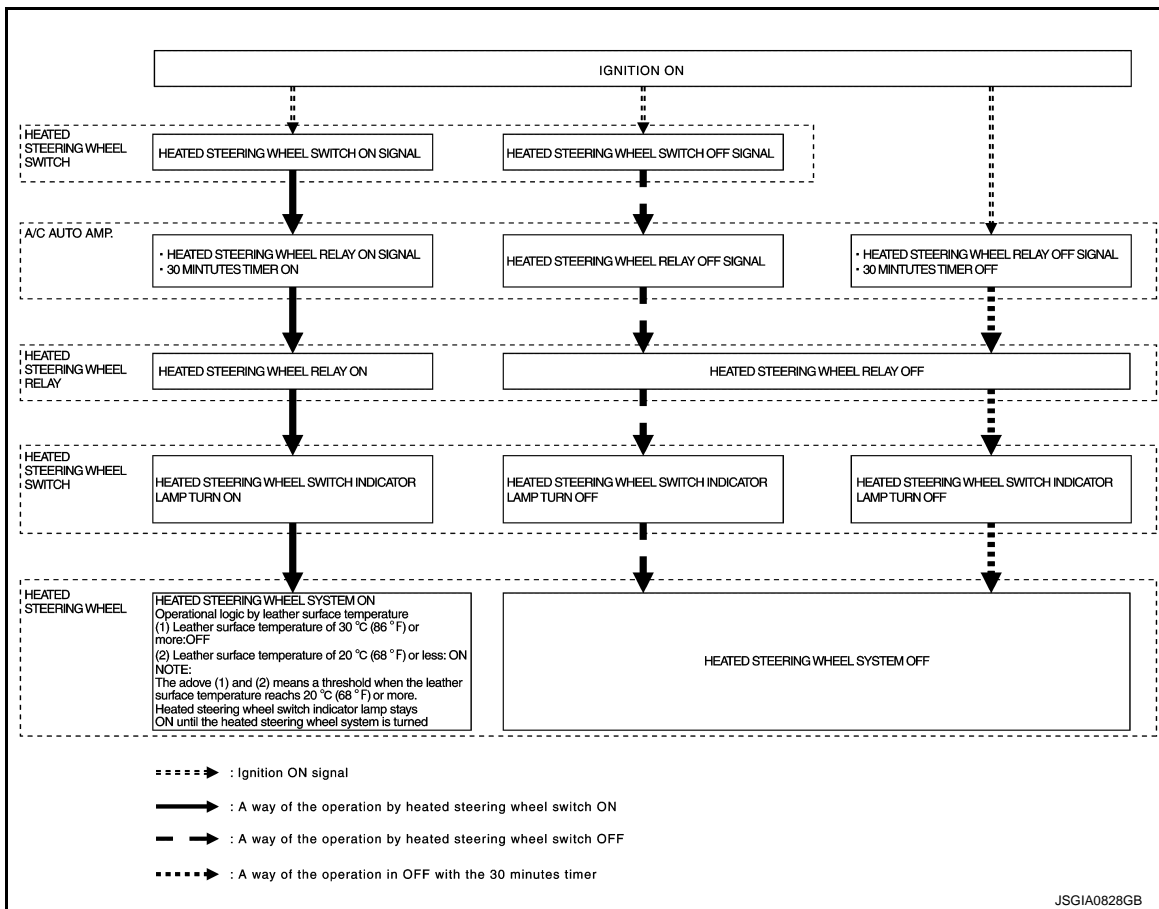 IGNITION ON
HEATED
STEERING WHEEL
SWITCH
HEATED STEERING WHEEL SWITCH ON SIGNAL
HEATED STEERING WHEEL SWITCH OFF SIGNAL
A/C AUTO AMP.
• HEATED STEERING WHEEL RELAY ON SIGNAL
• 30 MINTUTES TIMER ON
HEATED STEERING WHEEL RELAY OFF SIGNAL
• HEATED STEERING WHEEL RELAY OFF SIGNAL
• 30 MINTUTES TIMER OFF
HEATED
STEERING WHEEL
RELAY
HEATED STEERING WHEEL RELAY ON
HEATED STEERING WHEEL RELAY OFF
HEATED
STEERING WHEEL
SWITCH
HEATED STEERING WHEEL SWITCH INDICATOR
LAMP TURN ON
HEATED STEERING WHEEL SWITCH INDICATOR
LAMP TURN OFF
HEATED STEERING WHEEL SWITCH INDICATOR
LAMP TURN OFF
HEATED
STEERING WHEEL
HEATED STEERING WHEEL SYSTEM ON
Operational logic by leather surface temperature
(1) Leather surface temperature of 30 °C (86 °F) or
more:OFF
(2) Leather surface temperature of 20 °C (68 °F) or less: ON
NOTE:
The adove (1) and (2) means a threshold when the leather
surface temperature reachs 20 °C (68 °F) or more.
Heated steering wheel switch indicator lamp stays
ON until the heated steering wheel system is turned
HEATED STEERING WHEEL SYSTEM OFF
: Ignition ON signal
: A way of the operation by heated steering wheel switch ON
: A way of the operation by heated steering wheel switch OFF
: A way of the operation in OFF with the 30 minutes timer
JSGIA0828GB